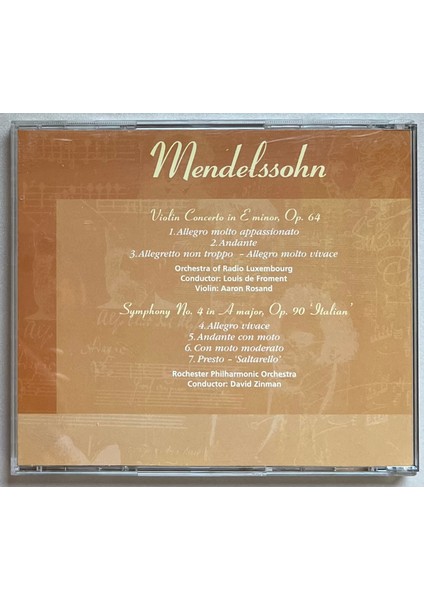 Mendelssohn
Violin Concerto in E minor, Op. 64
1.Allegro molto appassionato
2.Andante
3.Allegretto non troppo – Allegro molto vivace
Orchestra of Radio Luxembourg
Conductor: Louis de Froment
Violin: Aaron Rosand
Symphony No. 4 in A major, Op. 90 'Italian'
4.Allegro vivace
5. Andante con moto
6. Con moto moderato
7. Presto – 'Saltarello'
Rochester Philharmonic Orchestra
Conductor: David Zinman